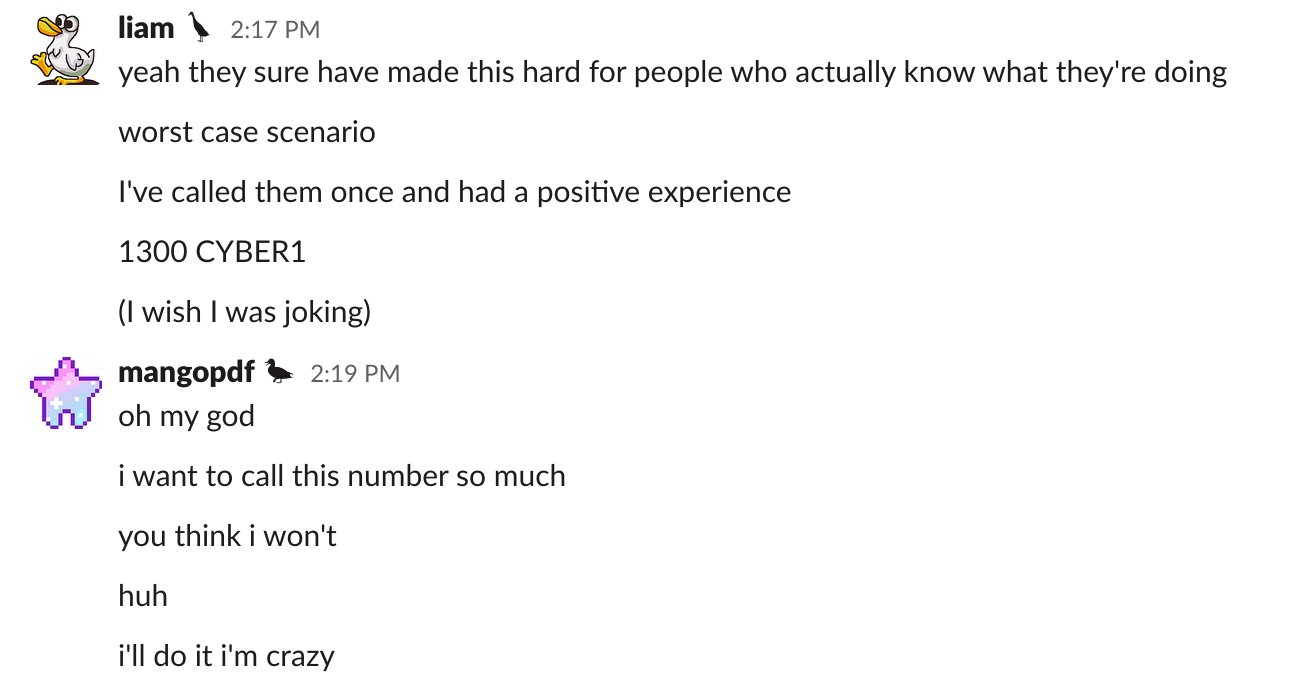 liam 2:17 PM
yeah they sure have made this hard for people who actually know what they're doing
worst case scenario
I've called them once and had a positive experience
1300 CYBER1
(I wish I was joking)
mangopdf 2:19 PM
oh my god
i want to call this number so much
you think i won't
huh
i'll do it i'm crazy